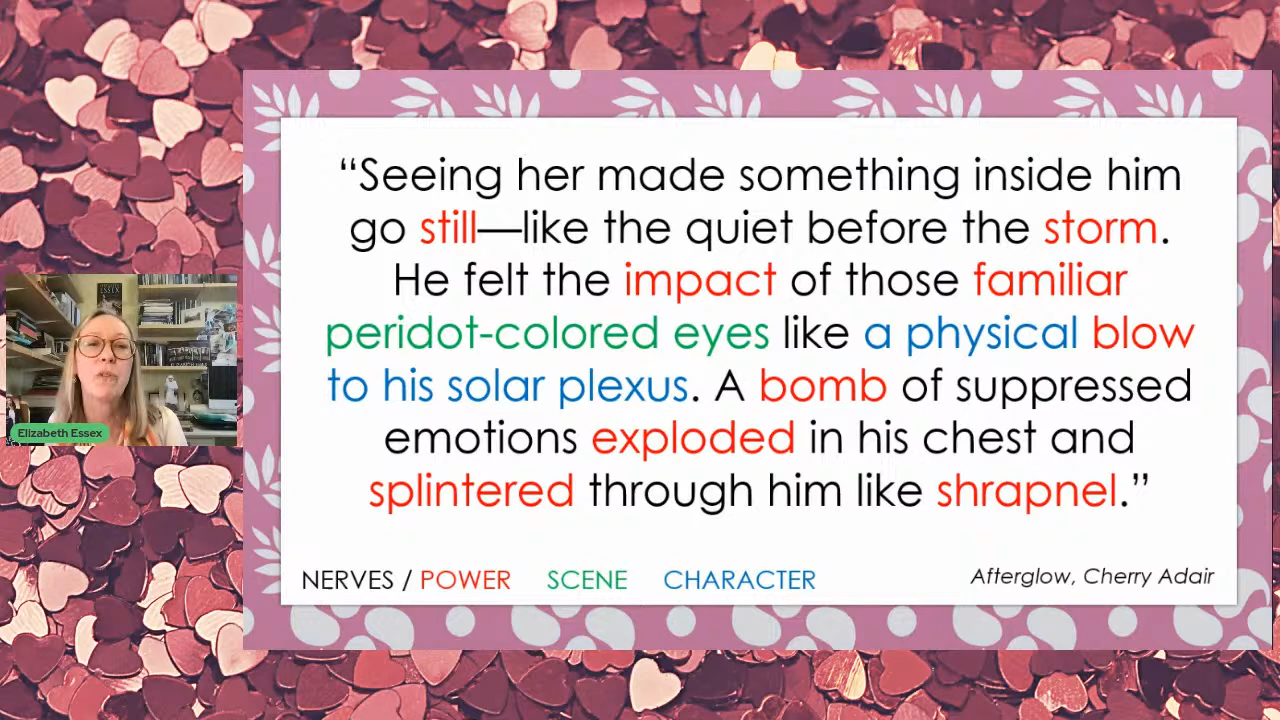 “Seeing her made something inside him
go still—like the quiet before the storm.
He felt the impact of those familiar
peridot-colored eyes like a physical blow
to his solar plexus. A bomb of suppressed
emotions exploded in his chest and
splintered through him like shrapnel.”
NERVES / POWER SCENE CHARACTER
Afterglow, Cherry Adair
ESSEX
Elizabeth Essex